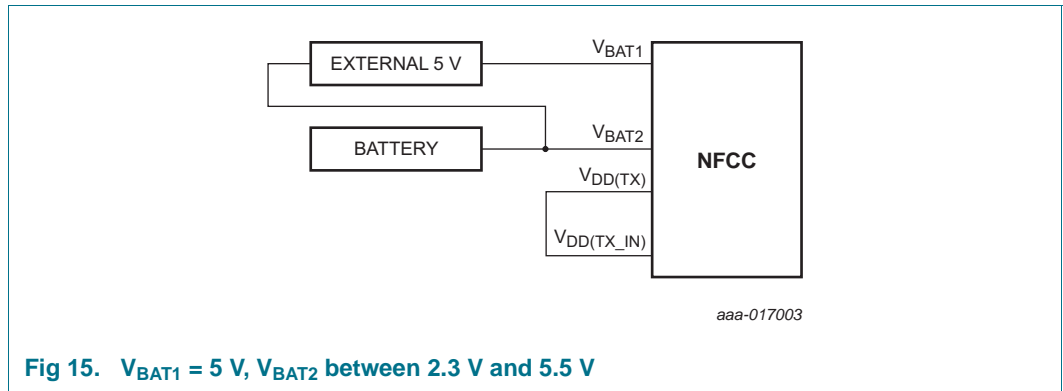 EXTERNAL 5 V
VBAT1
BATTERY
VBAT2
NFCC
VDD(TX)
VDD(TX_IN)
aaa-017003
Fig 15. VBAT1 = 5 V, VBAT2 between 2.3 V and 5.5 V